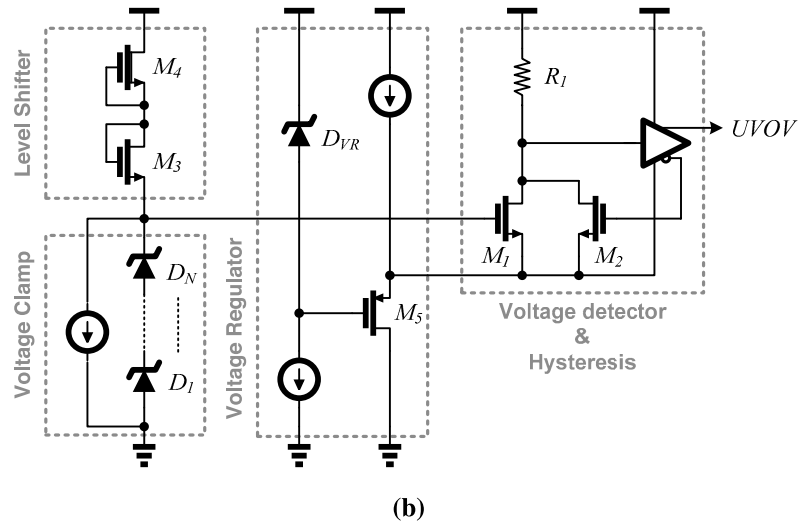 Level Shifter
M4
M3
Voltage Clamp
DN
D1
Voltage Regulator
DVR
M5
R1
UVOV
M1
M2
Voltage detector
&
Hysteresis
(b)